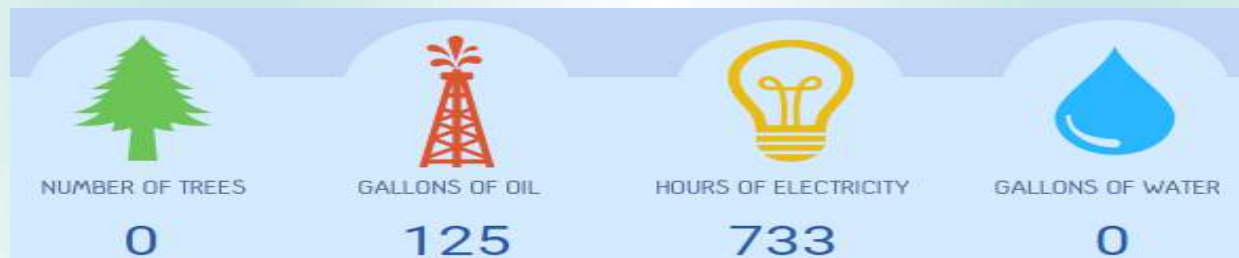 NUMBER OF TREES GALLONS OF OIL HOURS OF ELECTRICITY GALLONS OF WATER
0 125 733 0